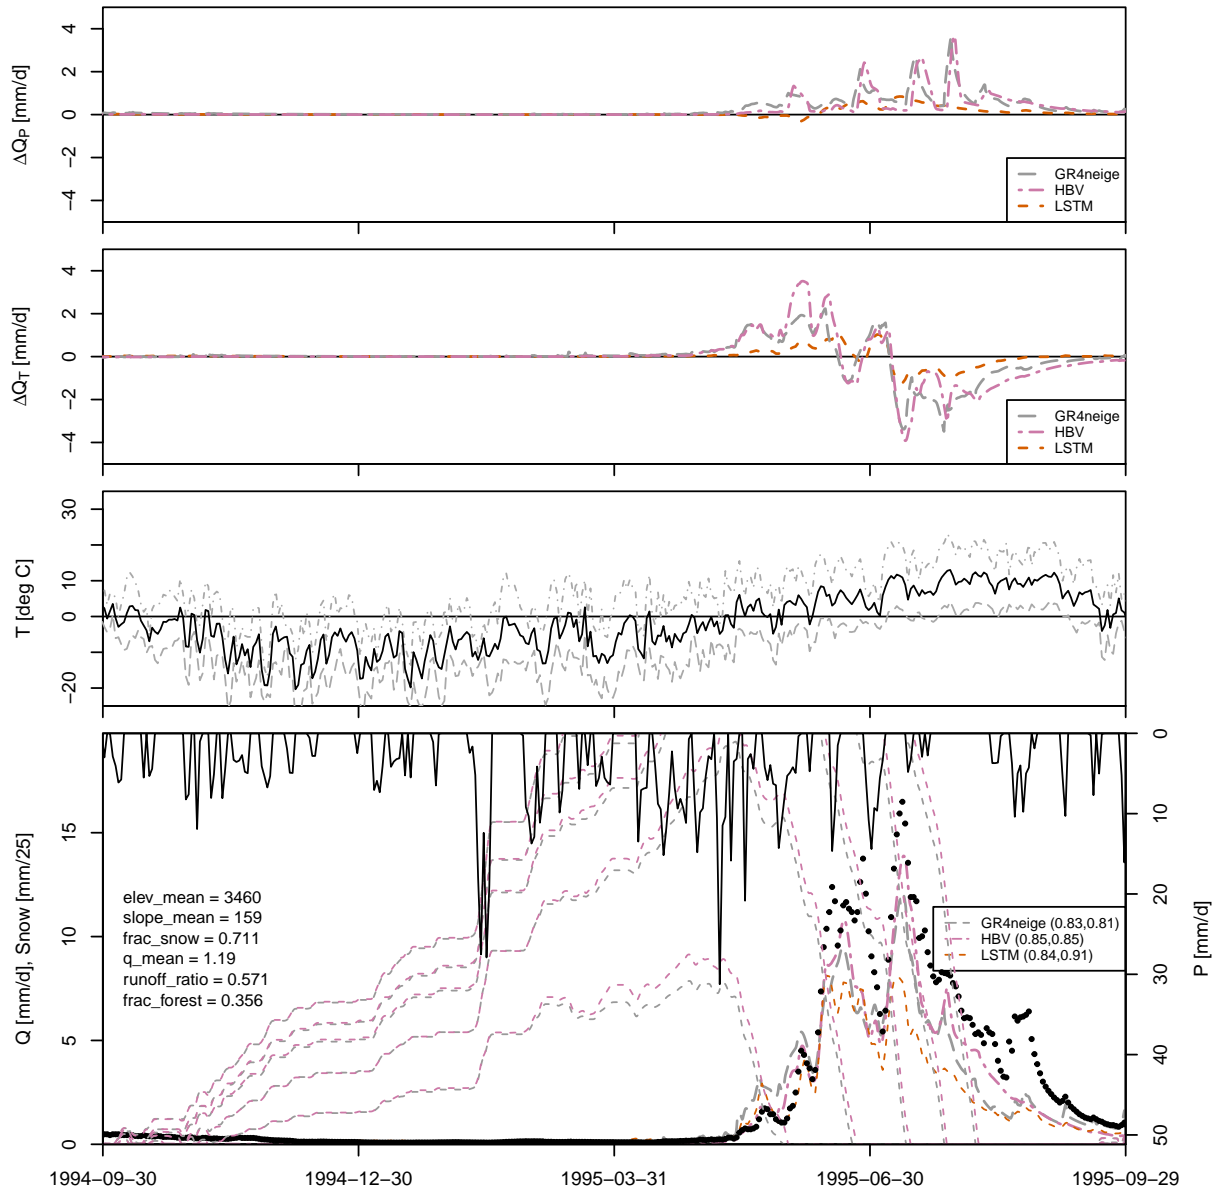 ΔQP [mm/d]
4
2
0
−2
−4
GR4neige
HBV
LSTM
ΔQT [mm/d]
4
2
0
−2
−4
GR4neige
HBV
LSTM
T [deg C]
30
10
0
−20
Q [mm/d], Snow [mm/25]
15
10
5
0
elev_mean = 3460
slope_mean = 159
frac_snow = 0.711
q_mean = 1.19
runoff_ratio = 0.571
frac_forest = 0.356
GR4neige (0.83,0.81)
HBV (0.85,0.85)
LSTM (0.84,0.91)
0
10
20
30
40
50
P [mm/d]
1994−09−30 1994−12−30 1995−03−31 1995−06−30 1995−09−29